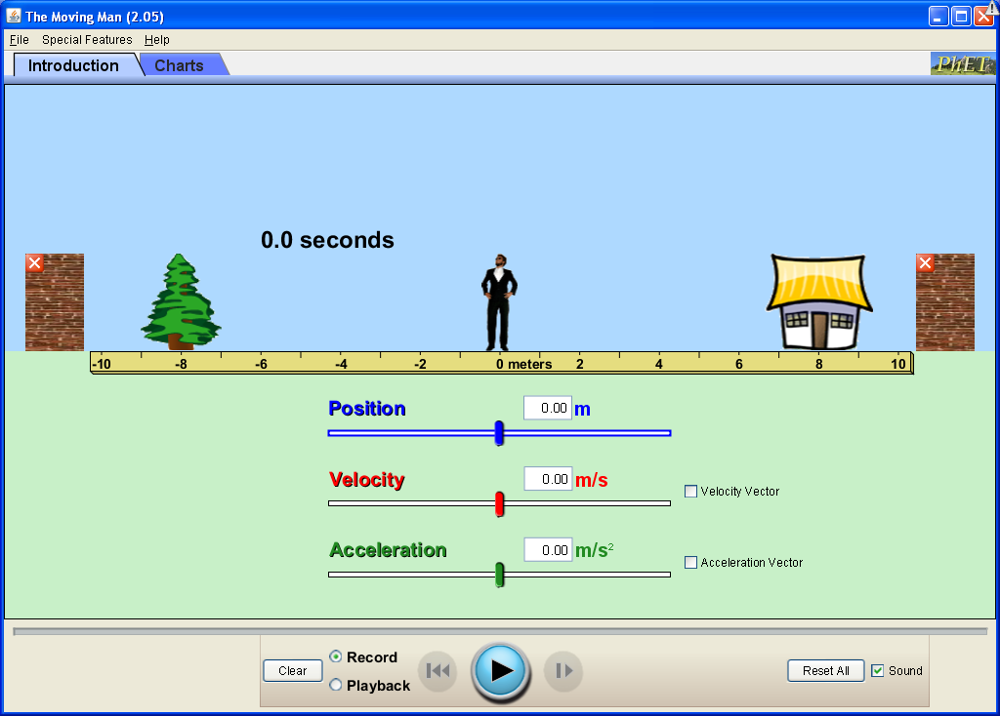 The Moving Man (2.05)
File Special Features Help
Introduction Charts PhET
0.0 seconds
-10 -8 -6 -4 -2 0 meters 2 4 6 8 10
Position 0.00 m
Velocity 0.00 m/s
Velocity Vector
Acceleration 0.00 m/s²
Acceleration Vector
Record
Clear Reset All Sound
Playback